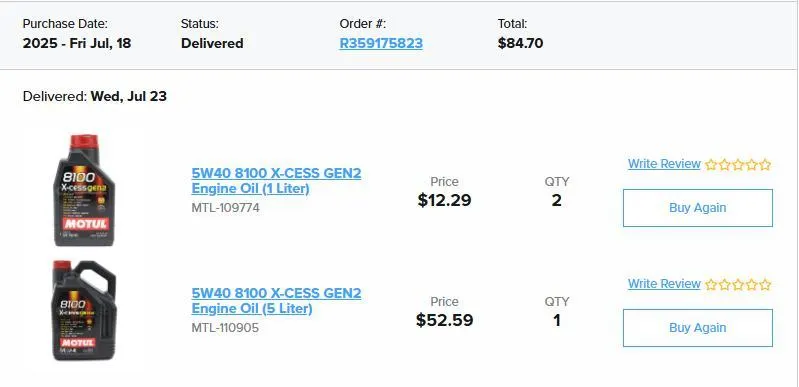 Purchase Date:
Status:
Order #:
Total:
2025 - Fri Jul, 18
Delivered
R359175823
$84.70
Delivered: Wed, Jul 23
8100
X-cess gen2
MOTUL
5W40 8100 X-CESS GEN2
Engine Oil (1 Liter)
MTL-109774
Price
$12.29
QTY
2
Write Review
Buy Again
8100
X-cess gen2
MOTUL
5W40 8100 X-CESS GEN2
Engine Oil (5 Liter)
MTL-110905
Price
$52.59
QTY
1
Write Review
Buy Again